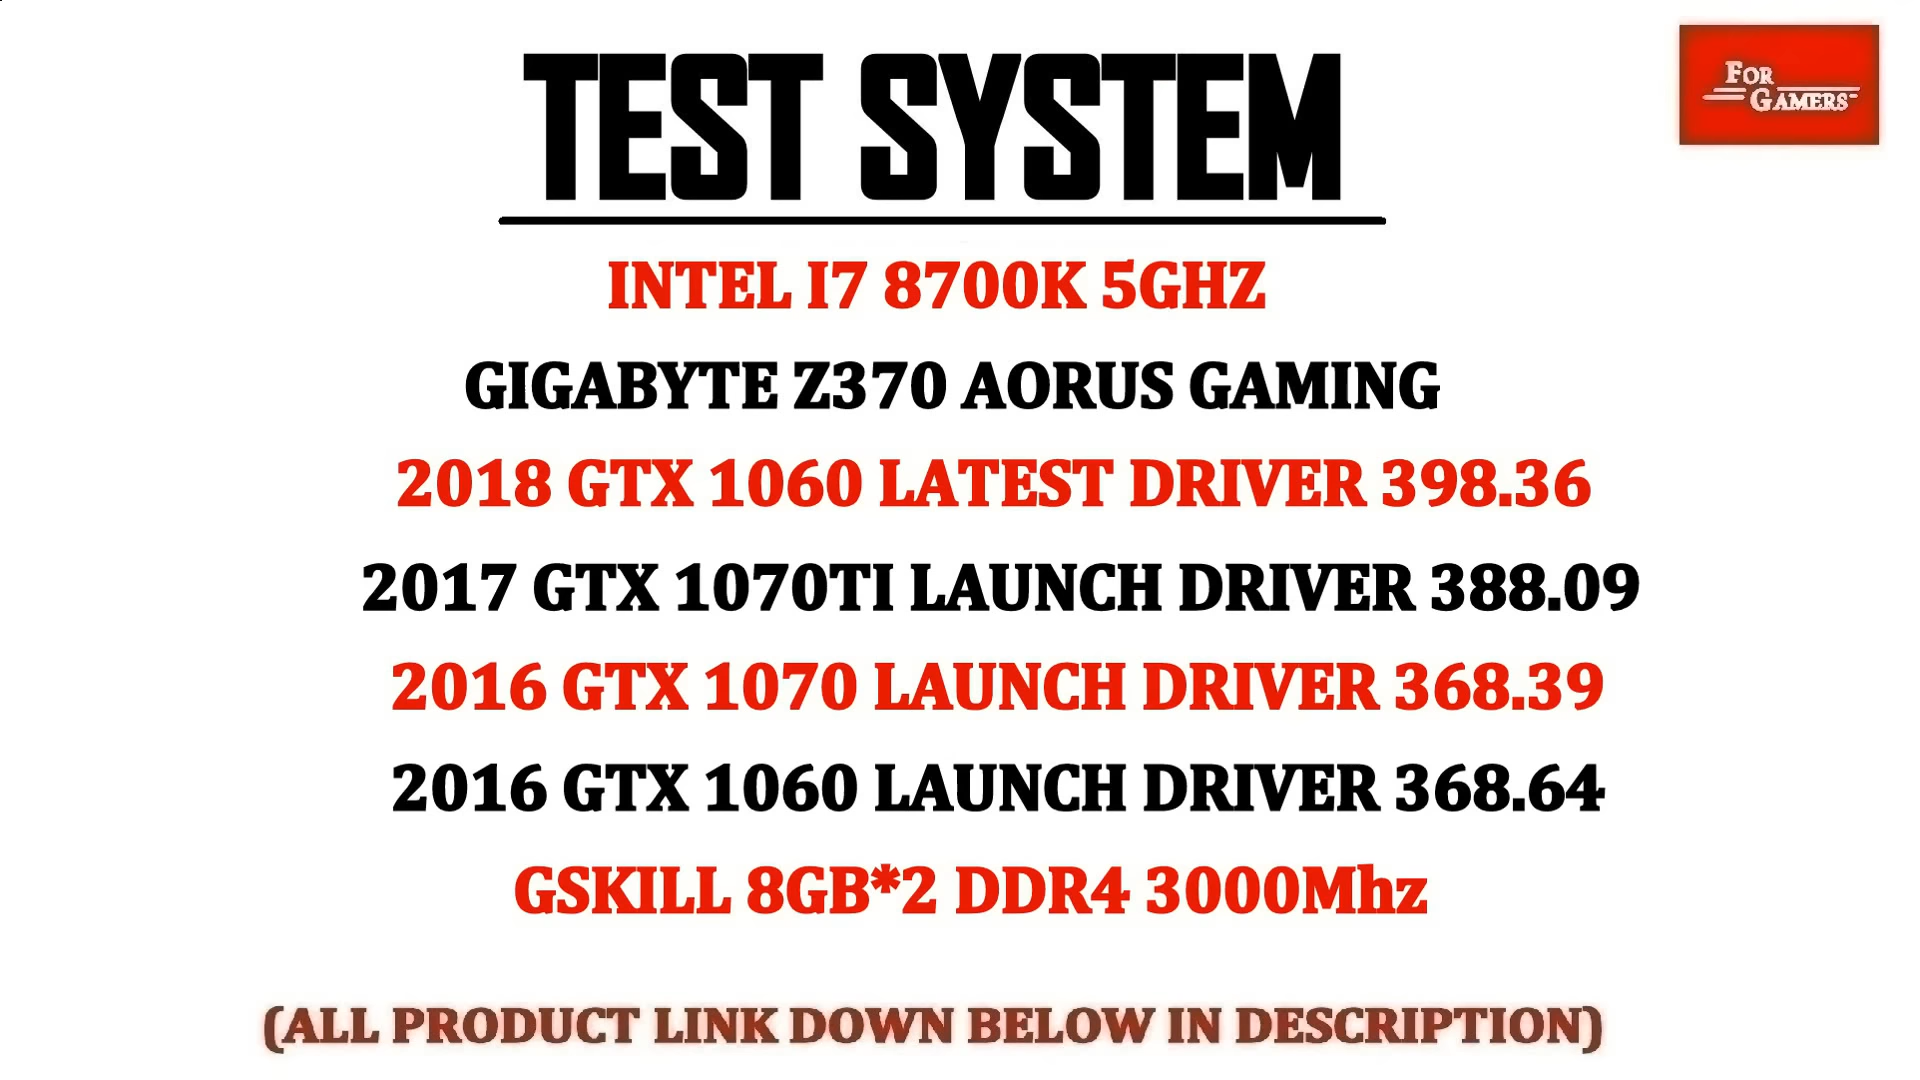 TEST SYSTEM
FOR
GAMERS
INTEL I7 8700K 5GHZ
GIGABYTE Z370 AORUS GAMING
2018 GTX 1060 LATEST DRIVER 398.36
2017 GTX 1070TI LAUNCH DRIVER 388.09
2016 GTX 1070 LAUNCH DRIVER 368.39
2016 GTX 1060 LAUNCH DRIVER 368.64
GSKILL 8GB*2 DDR4 3000Mhz
(ALL PRODUCT LINK DOWN BELOW IN DESCRIPTION)